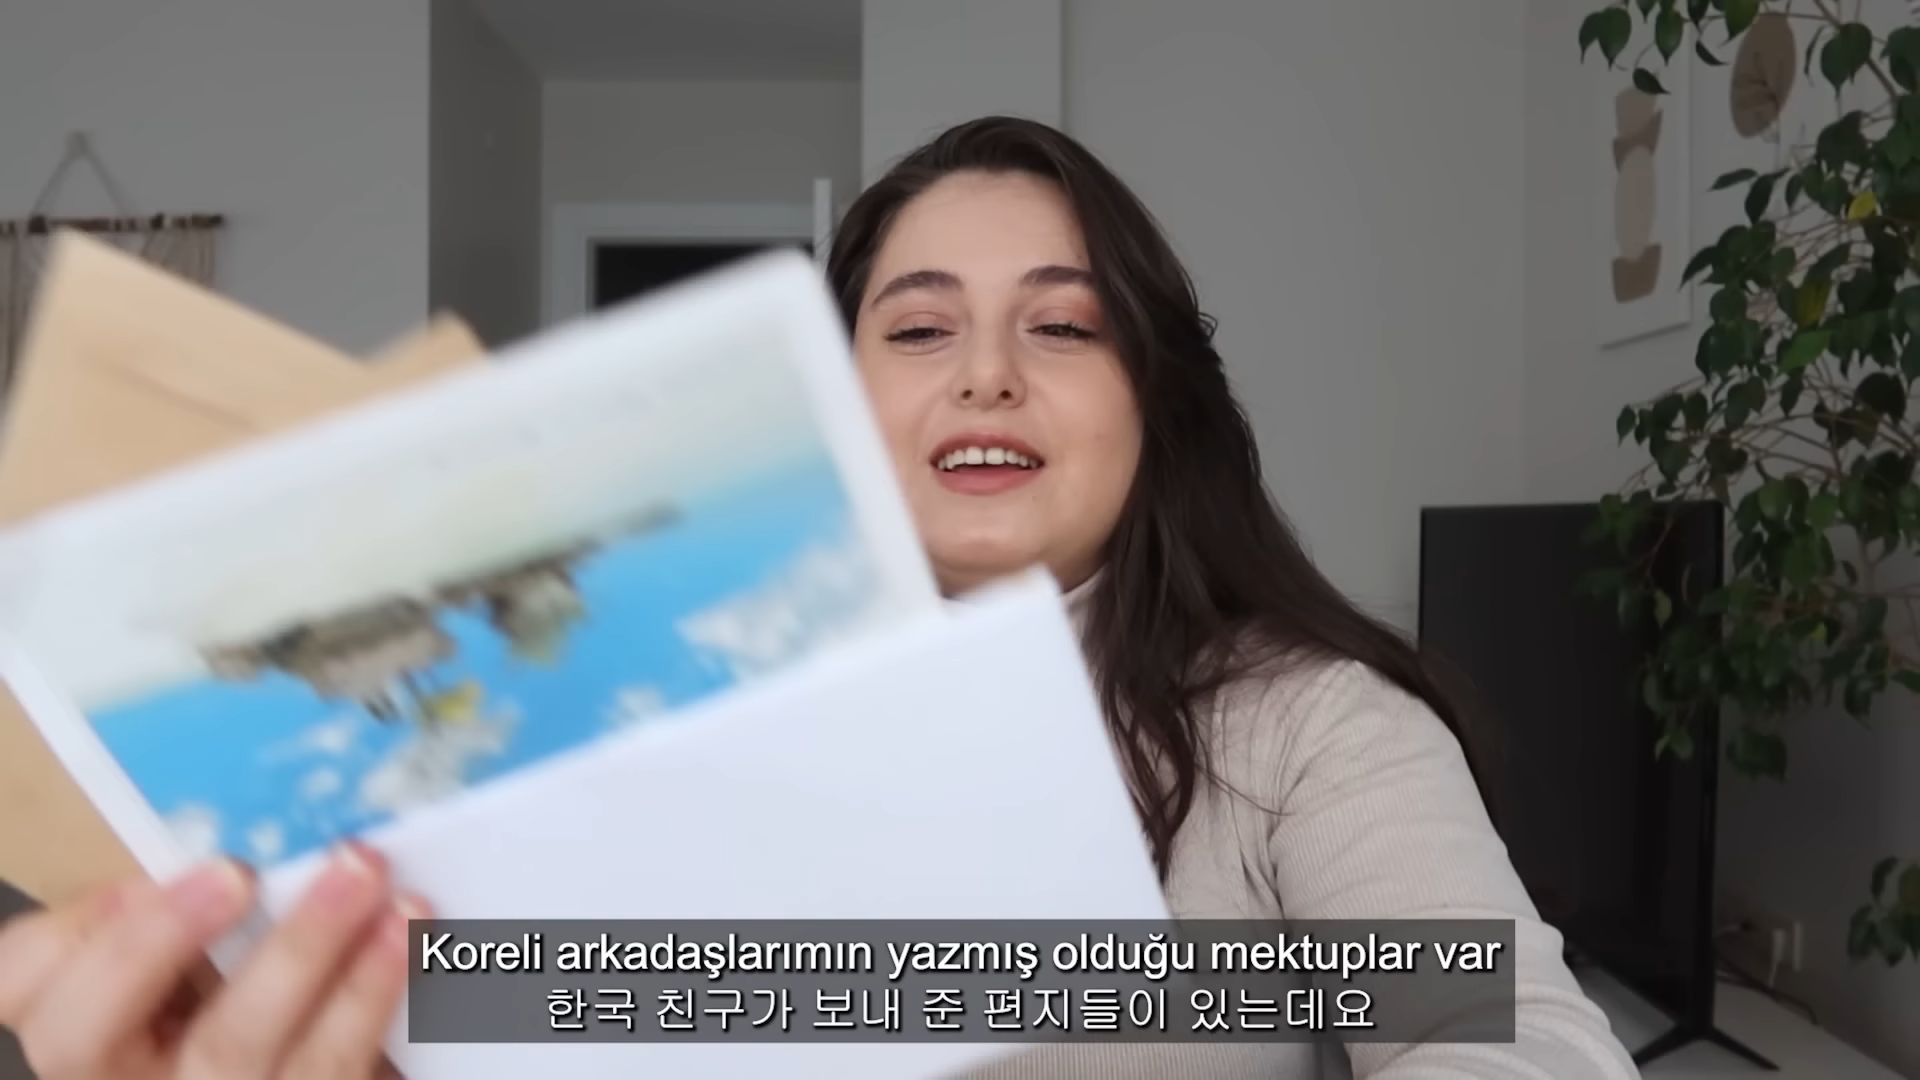 Koreli arkadaşlarımın yazmış olduğu mektuplar var
한국 친구가 보내 준 편지들이 있는데요